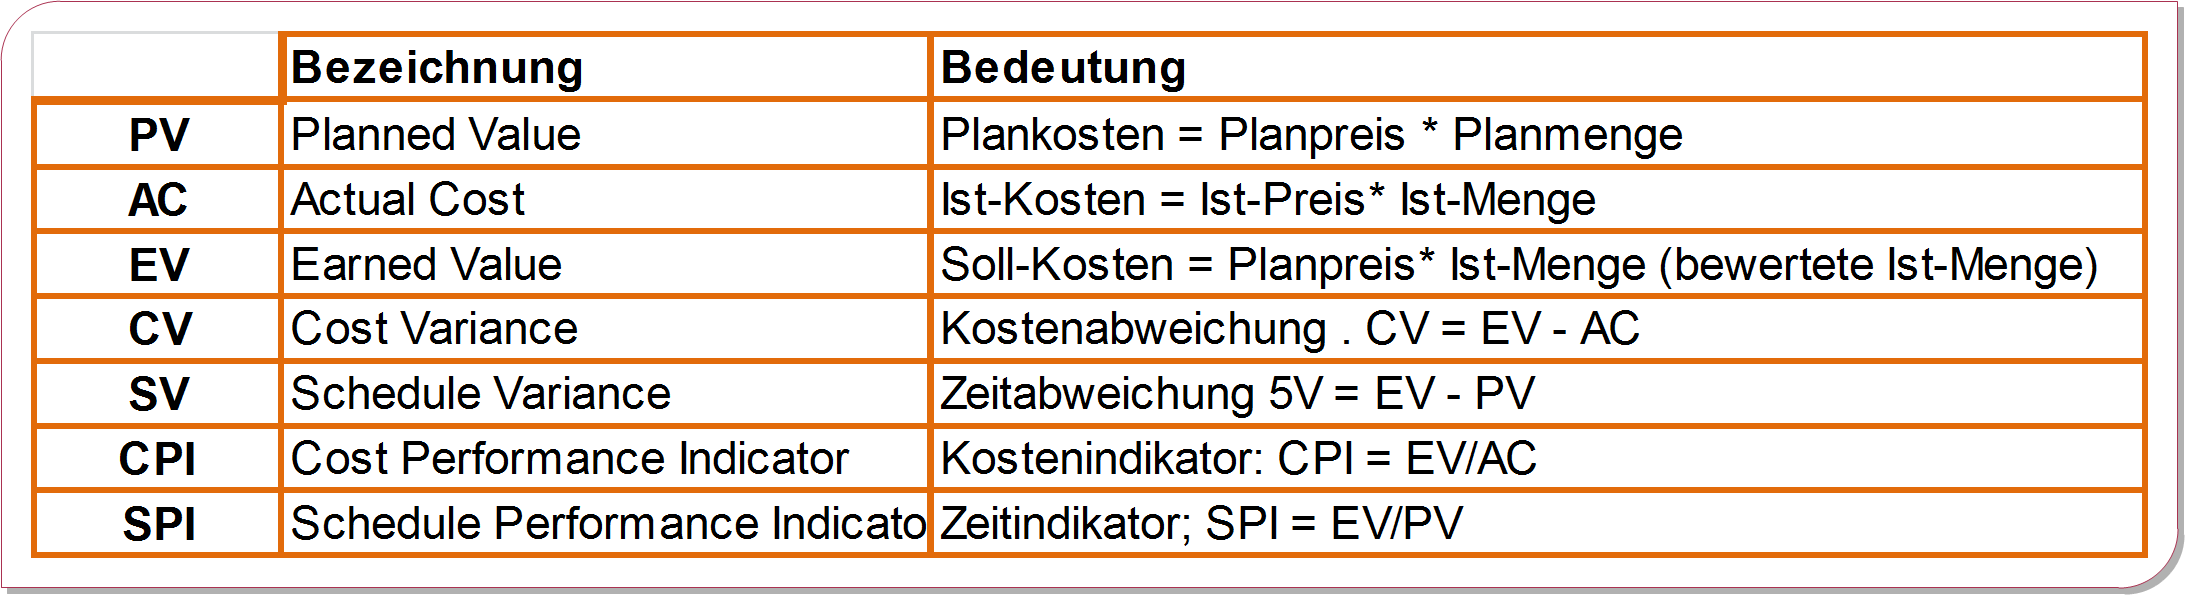 Bezeichnung Bedeutung
PV Planned Value Plankosten = Planpreis * Planmenge
AC Actual Cost Ist-Kosten = Ist-Preis* Ist-Menge
EV Earned Value Soll-Kosten = Planpreis* Ist-Menge (bewertete Ist-Menge)
CV Cost Variance Kostenabweichung . CV = EV - AC
SV Schedule Variance Zeitabweichung 5V = EV - PV
CPI Cost Performance Indicator Kostenindikator: CPI = EV/AC
SPI Schedule Performance Indicato Zeitindikator; SPI = EV/PV